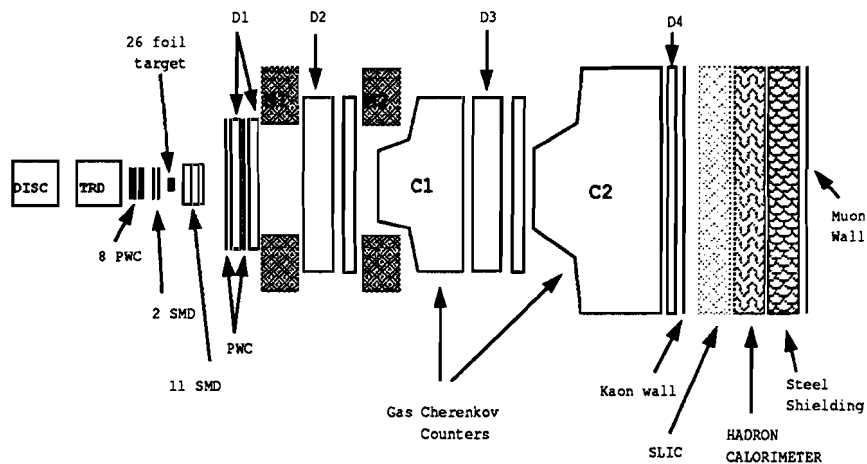 D1
D2
D3
D4
26 foil
target
DISC
TRD
C1
C2
8 PWC
2 SMD
11 SMD
PWC
Gas Cherenkov
Counters
Kaon wall
SLIC
HADRON
CALORIMETER
Steel
Shielding
Muon
Wall